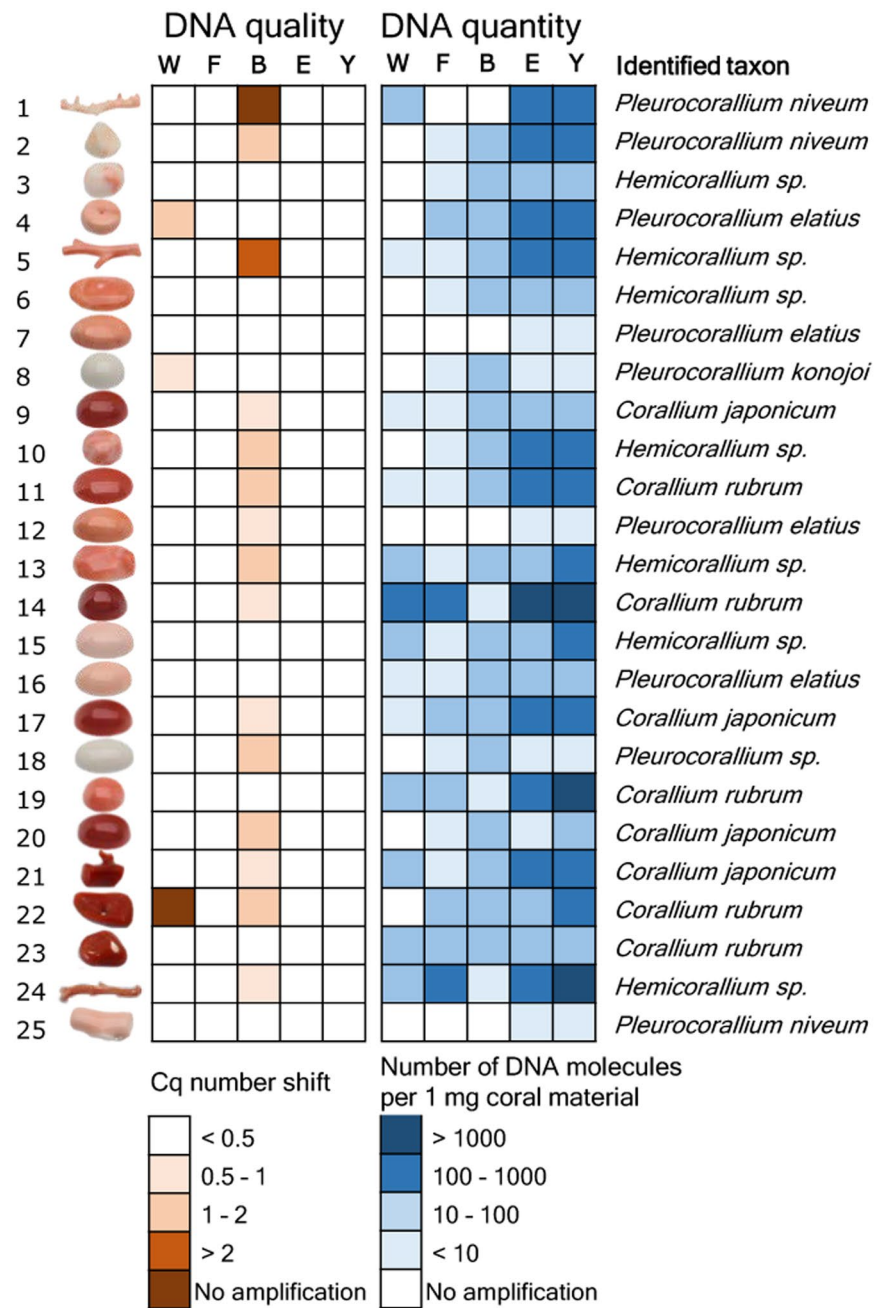 DNA quality DNA quantity
W F B E Y W F B E Y Identified taxon
1 Pleurocorallium niveum
2 Pleurocorallium niveum
3 Hemicorallium sp.
4 Pleurocorallium elatius
5 Hemicorallium sp.
6 Hemicorallium sp.
7 Pleurocorallium elatius
8 Pleurocorallium konojoi
9 Corallium japonicum
10 Hemicorallium sp.
11 Corallium rubrum
12 Pleurocorallium elatius
13 Hemicorallium sp.
14 Corallium rubrum
15 Hemicorallium sp.
16 Pleurocorallium elatius
17 Corallium japonicum
18 Pleurocorallium sp.
19 Corallium rubrum
20 Corallium japonicum
21 Corallium japonicum
22 Corallium rubrum
23 Corallium rubrum
24 Hemicorallium sp.
25 Pleurocorallium niveum
Cq number shift
< 0.5
0.5 - 1
1 - 2
> 2
No amplification
Number of DNA molecules
per 1 mg coral material
> 1000
100 - 1000
10 - 100
< 10
No amplification